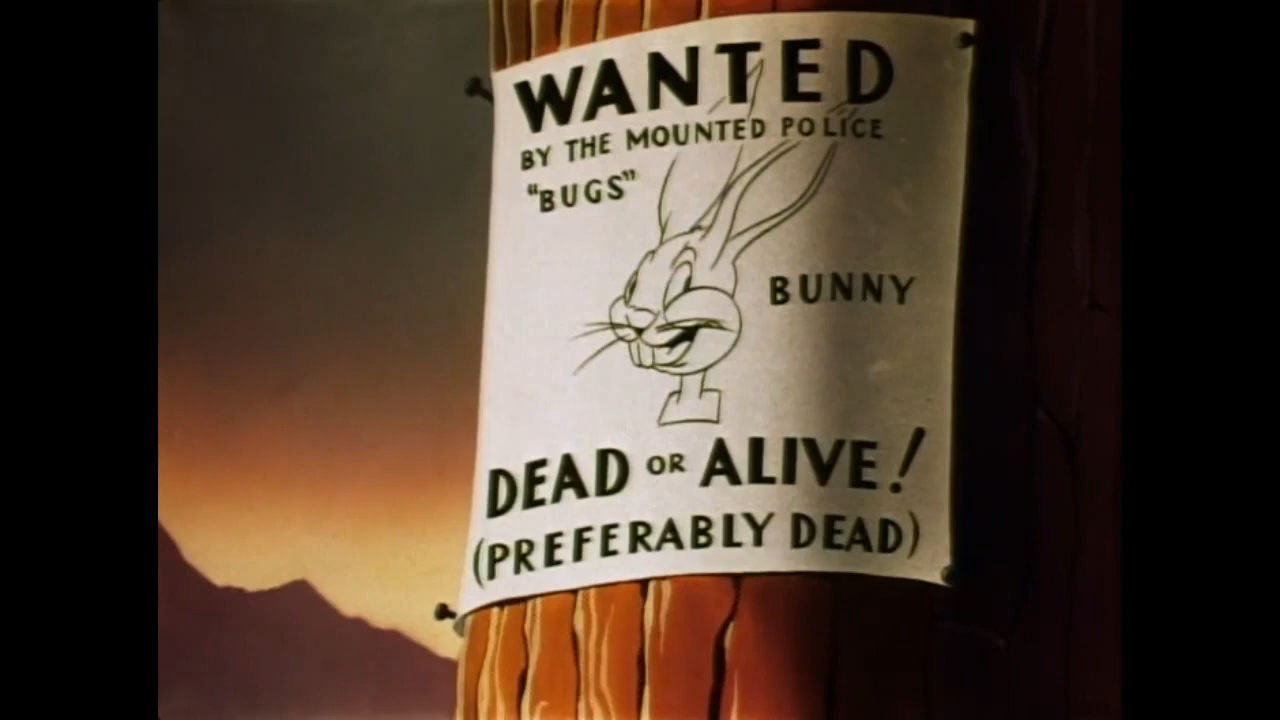 WANTED
BY THE MOUNTED POLICE
"BUGS"
BUNNY
DEAD OR ALIVE!
(PREFERABLY DEAD)